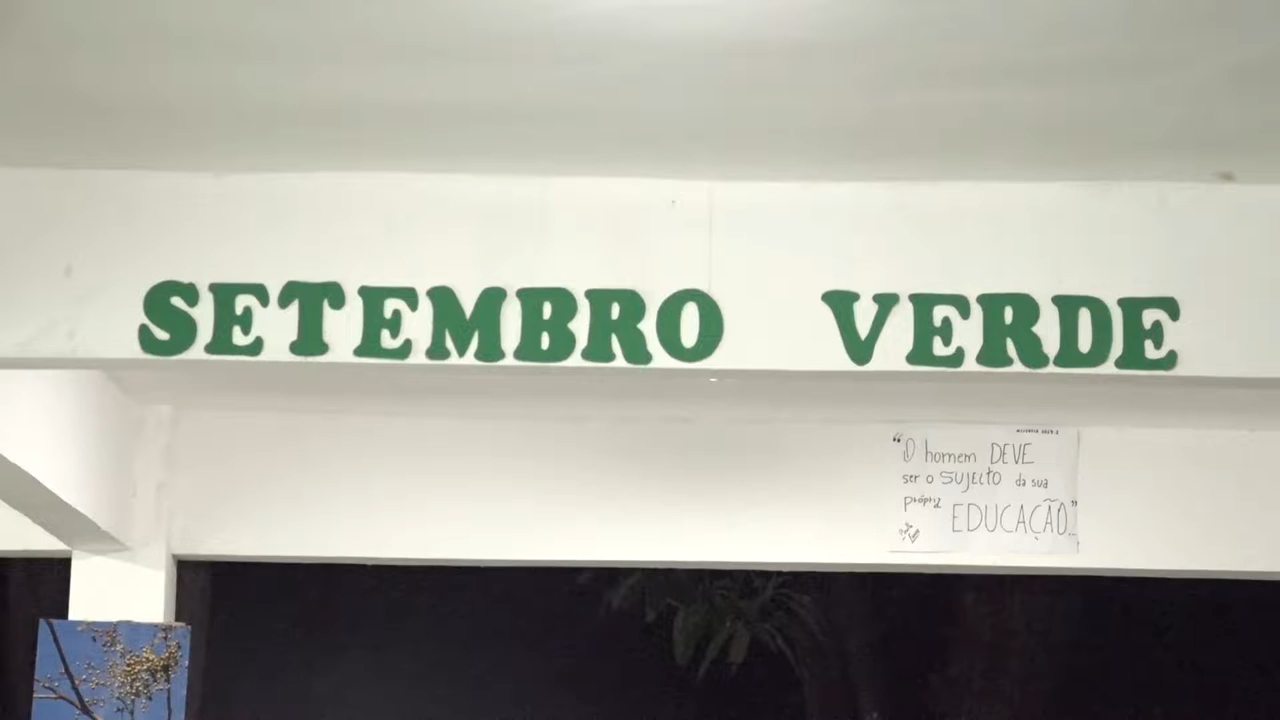 SETEMBRO VERDE
"O homem DEVE
ser o SUJEITO da sua
própria EDUCAÇÃO."